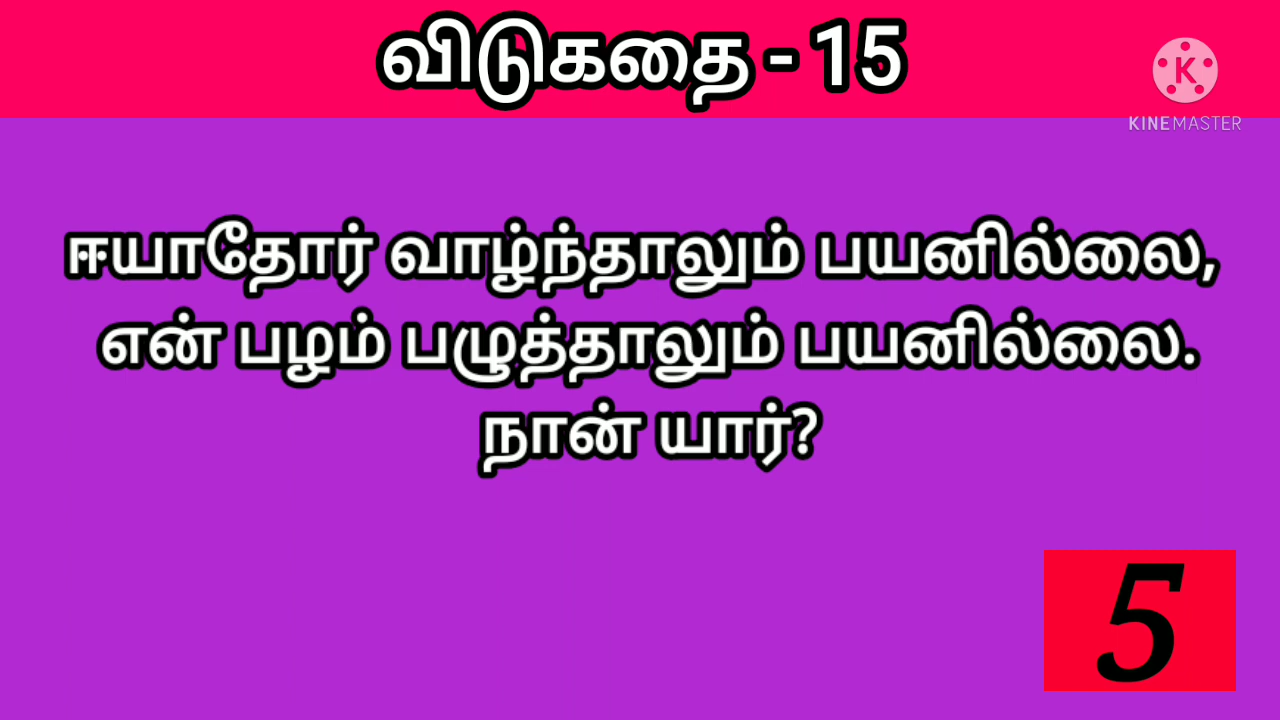 விடுகதை - 15
KINEMASTER
ஈயாதோர் வாழ்ந்தாலும் பயனில்லை,
என் பழம் பழுத்தாலும் பயனில்லை.
நான் யார்?
5